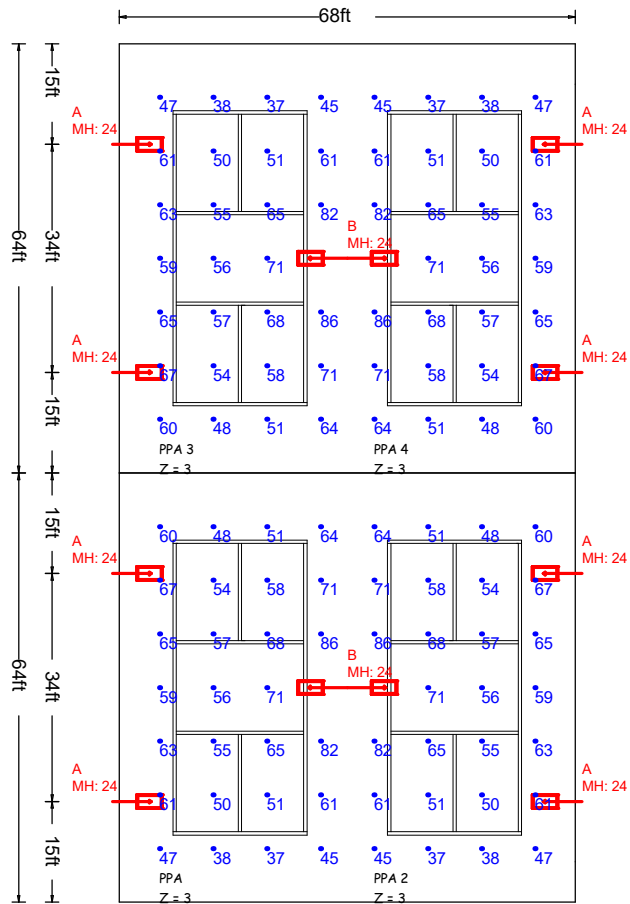 68ft
15ft
34ft
15ft
64ft
A
MH: 24
A
MH: 24
47 38 37 45 45 37 38 47
61 50 51 61 61 51 50 61
63 55 65 82 82 65 55 63
B
MH: 24
59 56 71 71 56 59
65 57 68 86 86 68 57 65
A
MH: 24
A
MH: 24
67 54 58 71 71 58 54 67
60 48 51 64 64 51 48 60
PPA 3
Z = 3
PPA 4
Z = 3
15ft
34ft
15ft
64ft
60 48 51 64 64 51 48 60
A
MH: 24
A
MH: 24
67 54 58 71 71 58 54 67
65 57 68 86 86 68 57 65
B
MH: 24
59 56 71 71 56 59
63 55 65 82 82 65 55 63
A
MH: 24
A
MH: 24
61 50 51 61 61 51 50 61
47 38 37 45 45 37 38 47
PPA
Z = 3
PPA 2
Z = 3